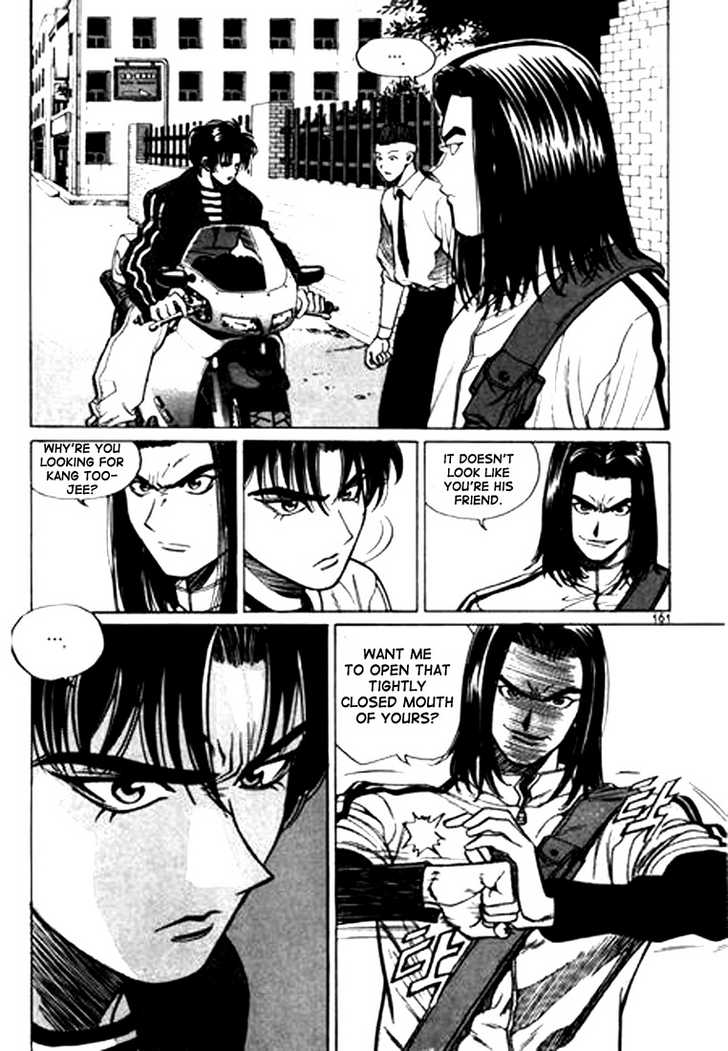 ...
WHY'RE YOU
LOOKING FOR
KANG TOO-
JEE?
IT DOESN'T
LOOK LIKE
YOU'RE HIS
FRIEND.
161
...
WANT ME
TO OPEN THAT
TIGHTLY
CLOSED MOUTH
OF YOURS?